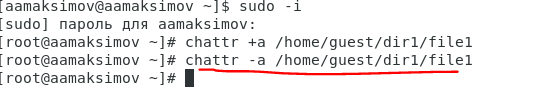 [aamaksimov@aamaksimov ~]$ sudo -i
[sudo] пароль для aamaksimov:
[root@aamaksimov ~]# chattr +a /home/guest/dir1/file1
[root@aamaksimov ~]# chattr -a /home/guest/dir1/file1
[root@aamaksimov ~]#